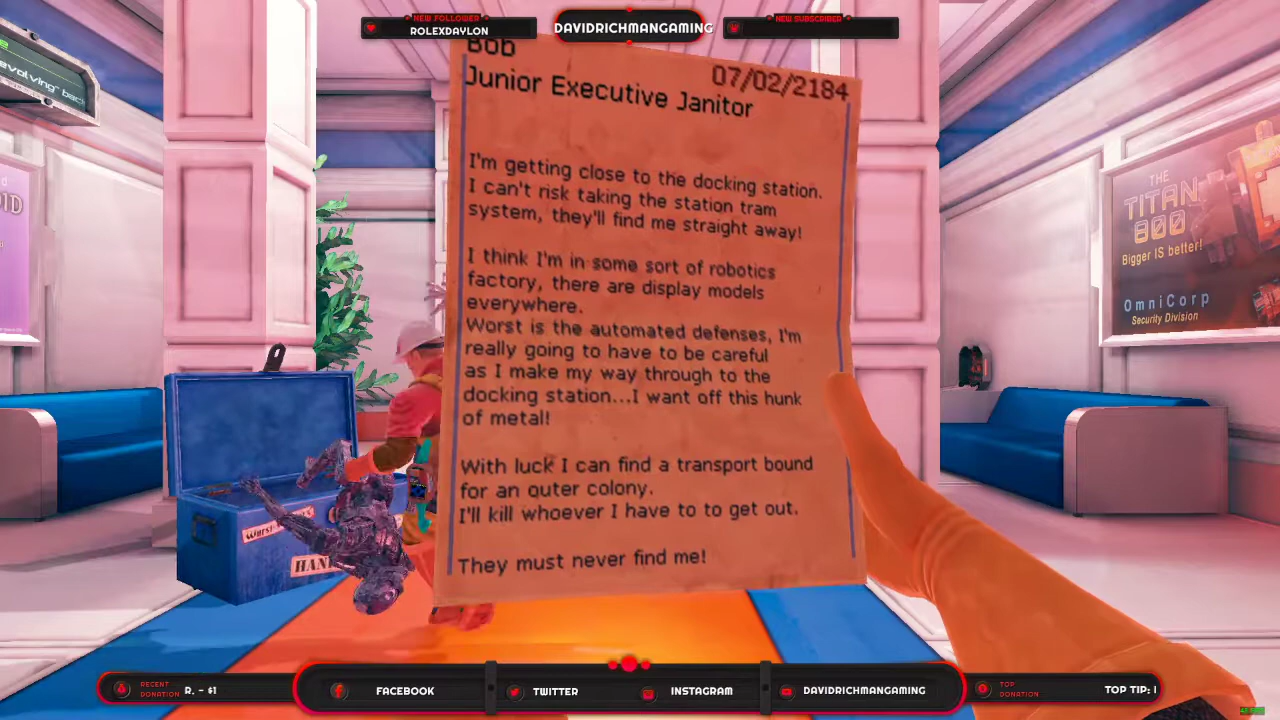 NEW FOLLOWER
ROLEXDAYLON
DAVIDRICHMANGAMING
NEW SUBSCRIBER
evolving" bac
Bob
07/02/2184
Junior Executive Janitor
I'm getting close to the docking station.
I can't risk taking the station tram
system, they'll find me straight away!
I think I'm in some sort of robotics
factory, there are display models
everywhere.
Worst is the automated defenses, I'm
really going to have to be careful
as I make my way through to the
docking station...I want off this hunk
of metal!
With luck I can find a transport bound
for an outer colony.
I'll kill whoever I have to to get out.
They must never find me!
THE
TITAN
800
Bigger IS better!
OmniCorp
Security Division
HAN
RECENT
DONATION
R. - $1
FACEBOOK
TWITTER
INSTAGRAM
DAVIDRICHMANGAMING
TOP
DONATION
TOP TIP: I